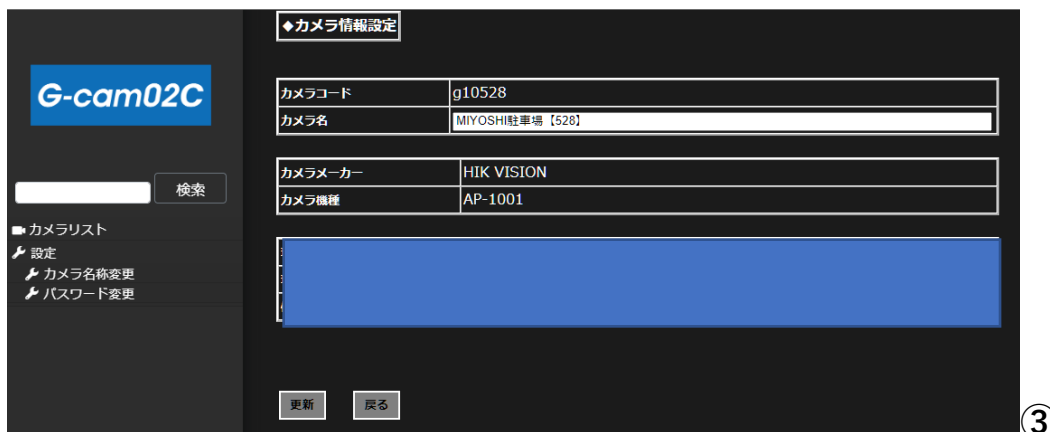 ◆カメラ情報設定
G-cam02C
カメラコード g10528
カメラ名 MIYOSHI駐車場【528】
カメラメーカー HIK VISION
カメラ機種 AP-1001
検索
カメラリスト
設定
カメラ名称変更
パスワード変更
更新 戻る
③